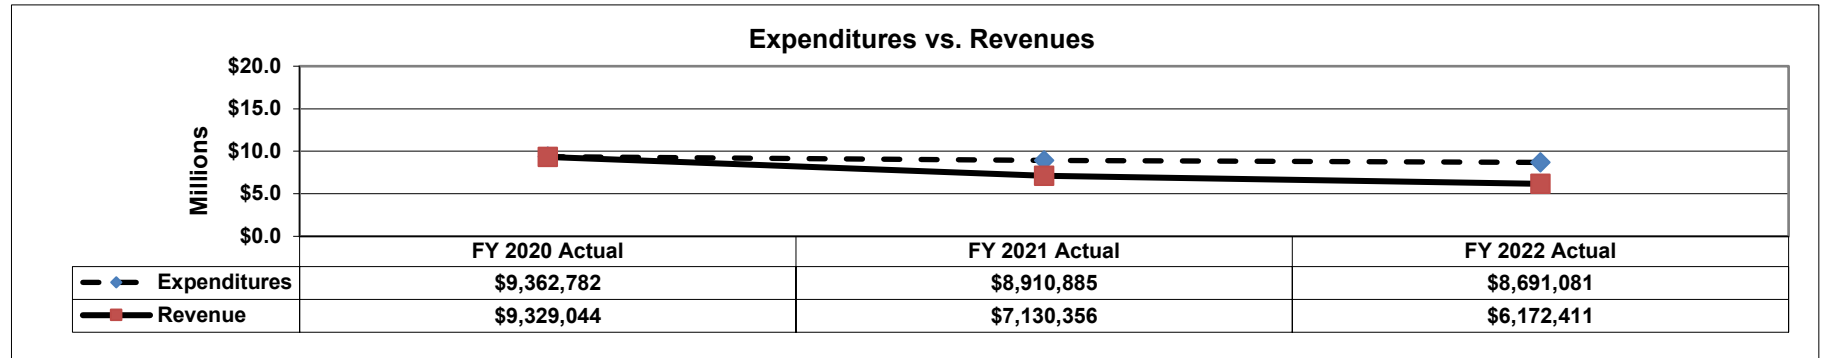 Expenditures vs. Revenues
Millions
$20.0
$15.0
$10.0
$5.0
$0.0
FY 2020 Actual FY 2021 Actual FY 2022 Actual
Expenditures $9,362,782 $8,910,885 $8,691,081
Revenue $9,329,044 $7,130,356 $6,172,411